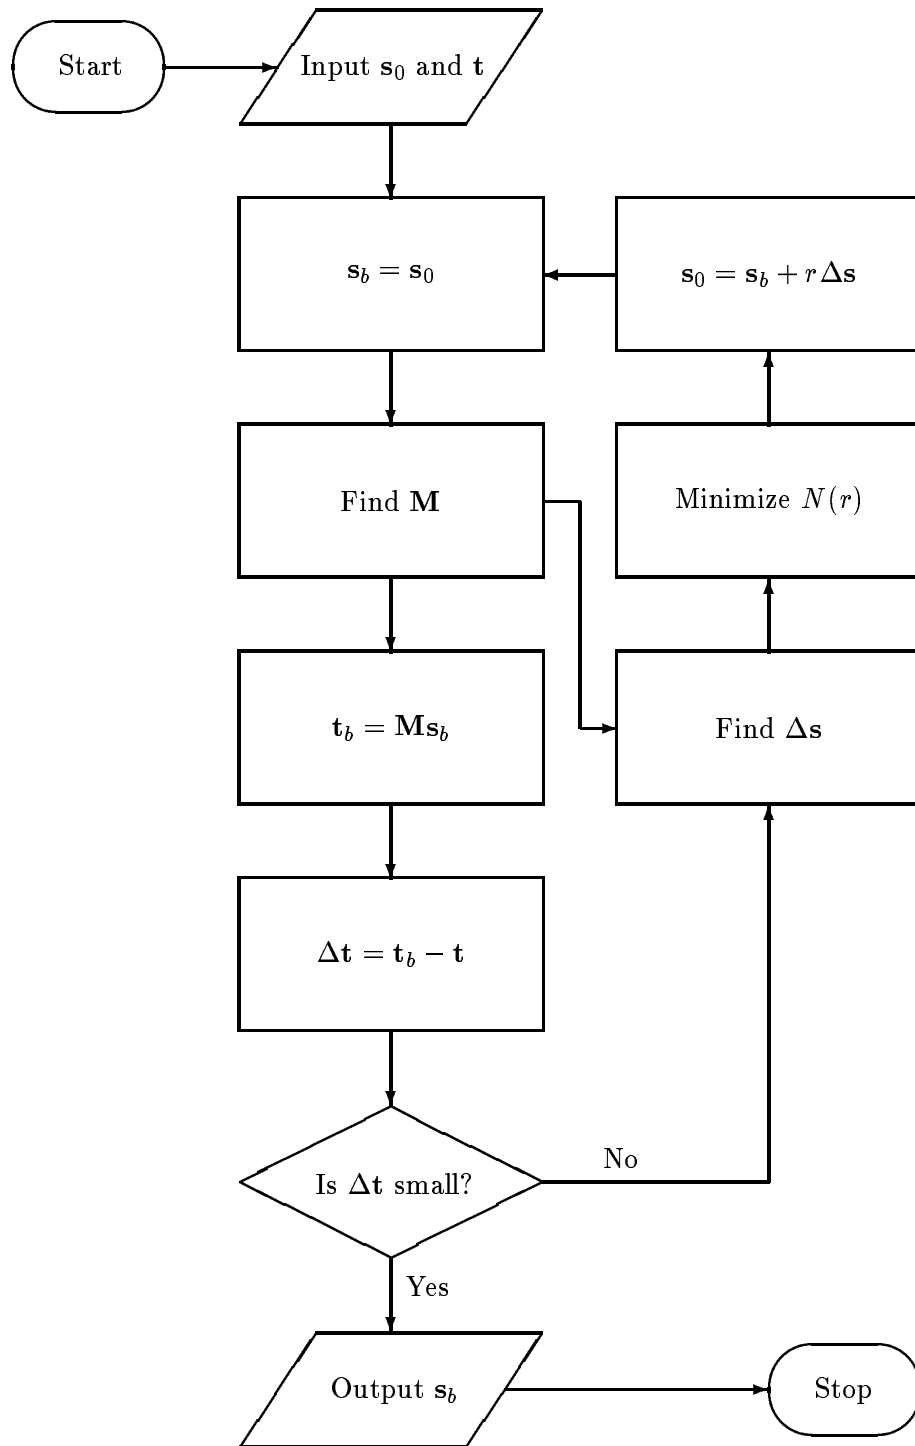 Start
Input s₀ and t
s_b = s₀
s₀ = s_b + r Δs
Find M
Minimize N(r)
t_b = Ms_b
Find Δs
Δt = t_b − t
Is Δt small?
No
Yes
Output s_b
Stop